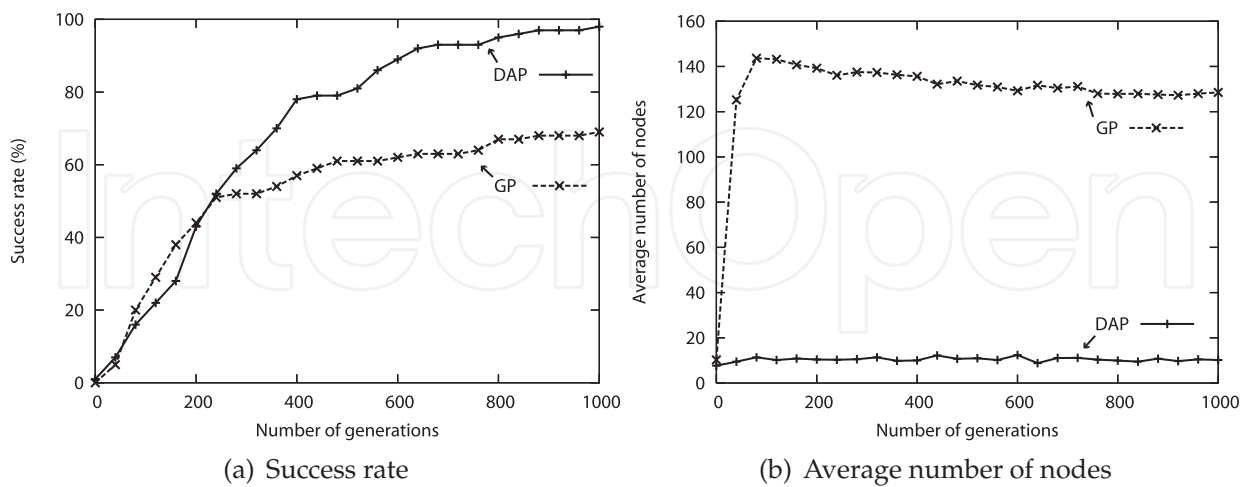 100
80
60
40
20
0
Success rate (%)
DAP
GP
0 200 400 600 800 1000
Number of generations
(a) Success rate
160
140
120
100
80
60
40
20
0
Average number of nodes
GP
DAP
0 200 400 600 800 1000
Number of generations
(b) Average number of nodes
IntechOpen